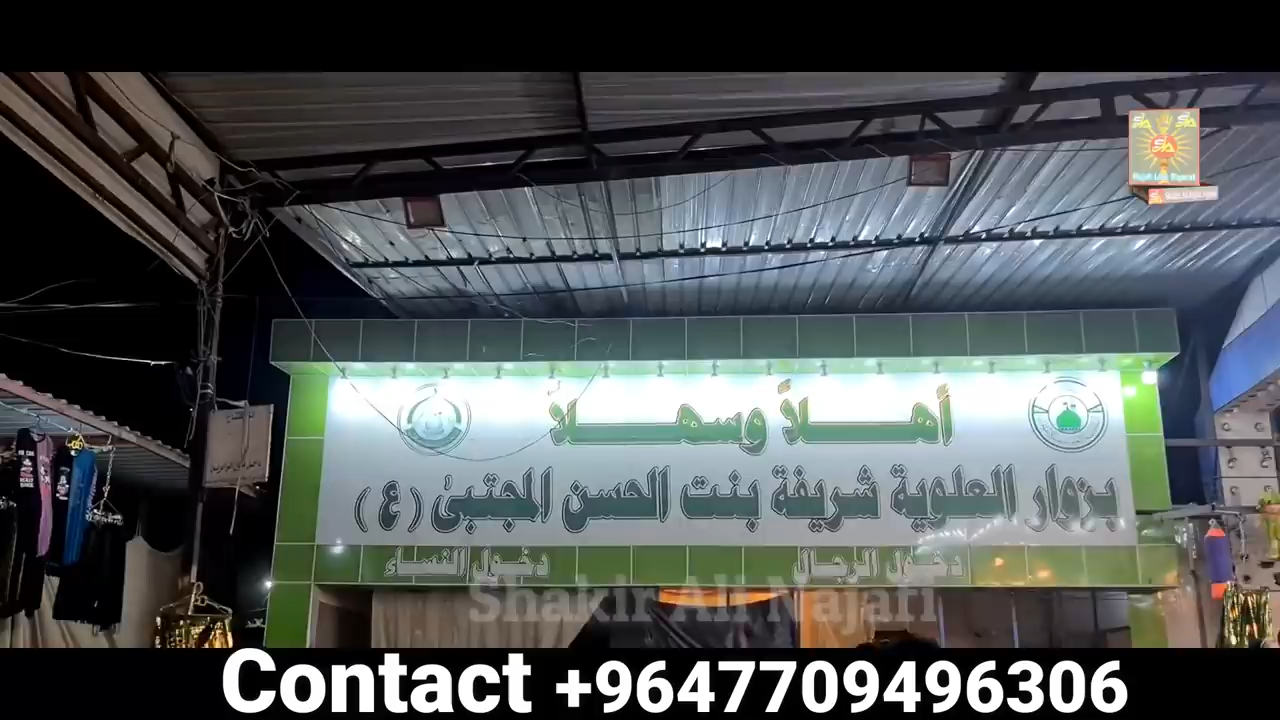 أهلاً وسهلاً
بزوار العلوية شريفة بنت الحسن المجتبىٰ (ع)
دخول الرجال
دخول النساء
Shakir Ali Najafi
Contact +9647709496306